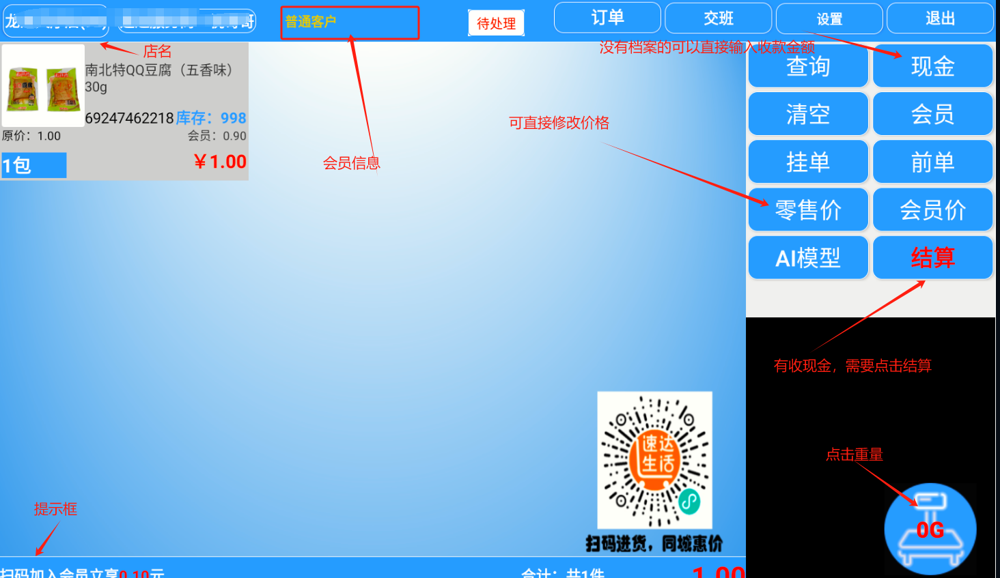 普通客户
待处理
订单
交班
设置
退出
店名
没有档案的可以直接输入收款金额
南北特QQ豆腐（五香味）
30g
69247462218
库存：998
原价：1.00
会员：0.90
1包
￥1.00
会员信息
可直接修改价格
查询
现金
清空
会员
挂单
前单
零售价
会员价
AI模型
结算
有收现金，需要点击结算
点击重量
0G
速达
生活
扫码进货，同城惠价
提示框
扫码加入会员立享0.10元
合计：共1件
1.00